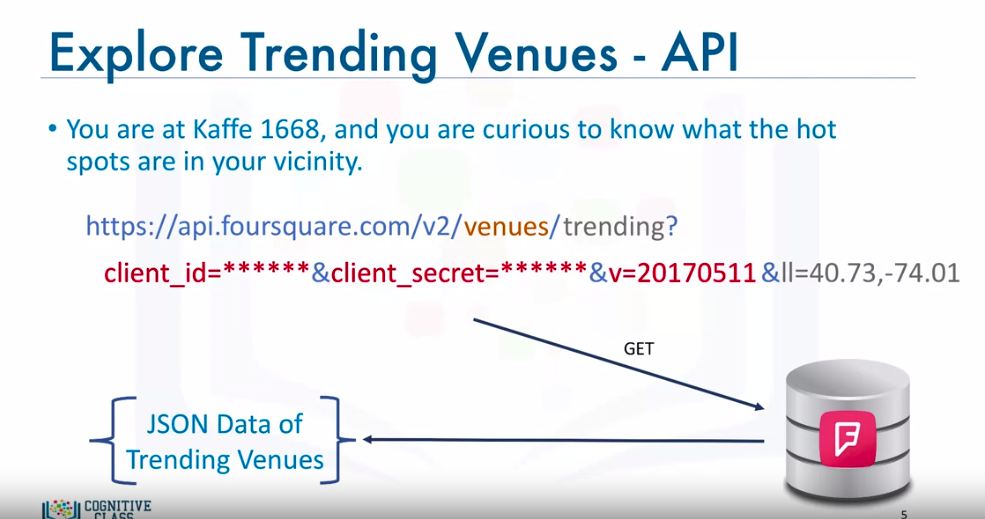 Explore Trending Venues - API
• You are at Kaffe 1668, and you are curious to know what the hot
spots are in your vicinity.
https://api.foursquare.com/v2/venues/trending?
client_id=******&client_secret=******&v=20170511&ll=40.73,-74.01
GET
JSON Data of
Trending Venues
COGNITIVE
CLASS
5